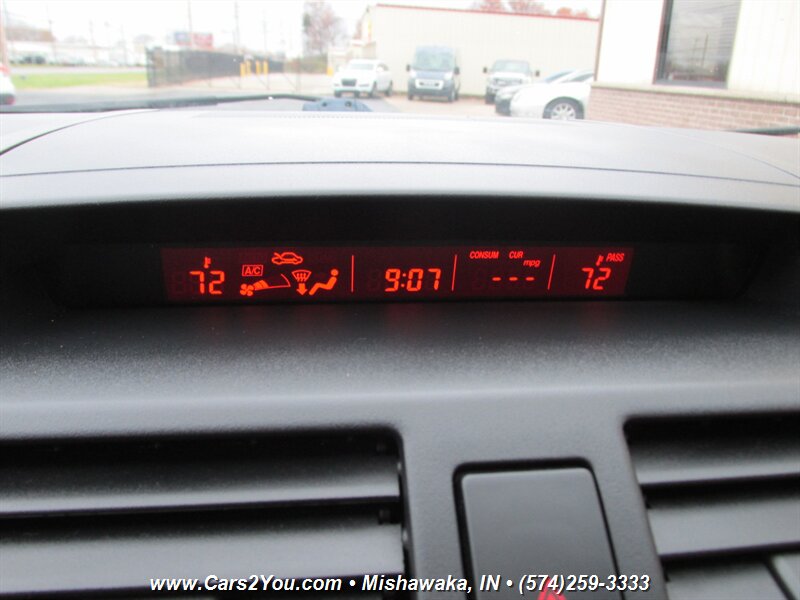 72 A/C 9:07 CONSUM CUR mpg --- PASS 72
www.Cars2You.com • Mishawaka, IN • (574)259-3333